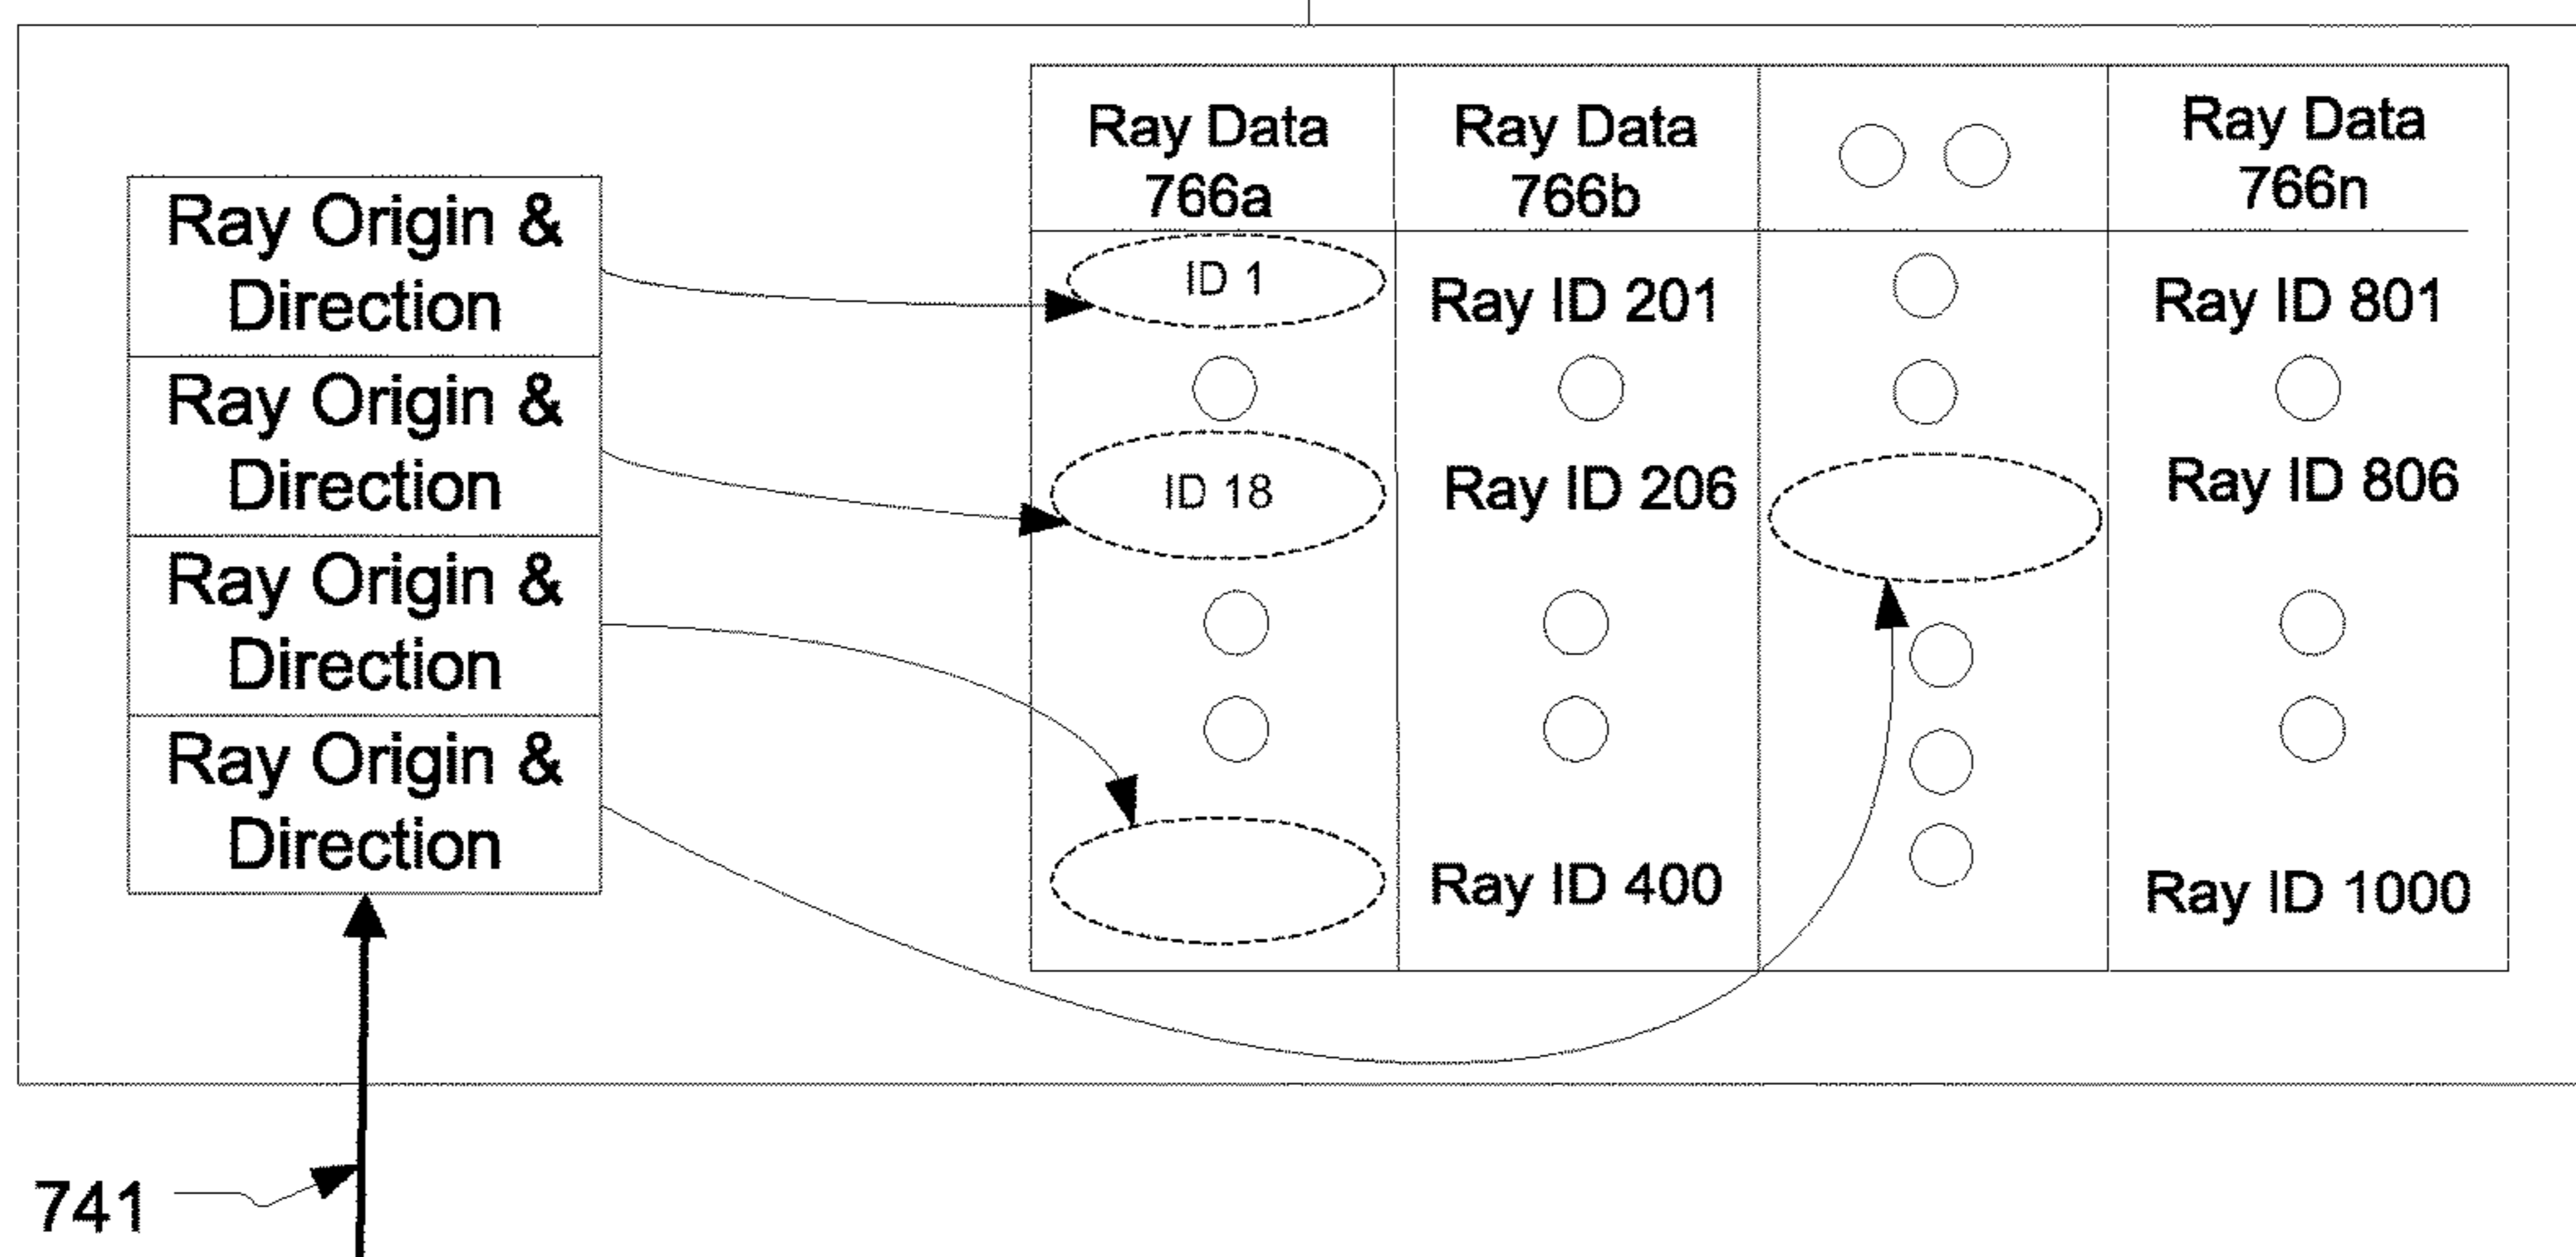 Ray Origin &
Direction
Ray Origin &
Direction
Ray Origin &
Direction
Ray Origin &
Direction
Ray Data
766a
Ray Data
766b
Ray Data
766n
ID 1
Ray ID 201
Ray ID 801
ID 18
Ray ID 206
Ray ID 806
Ray ID 400
Ray ID 1000
741